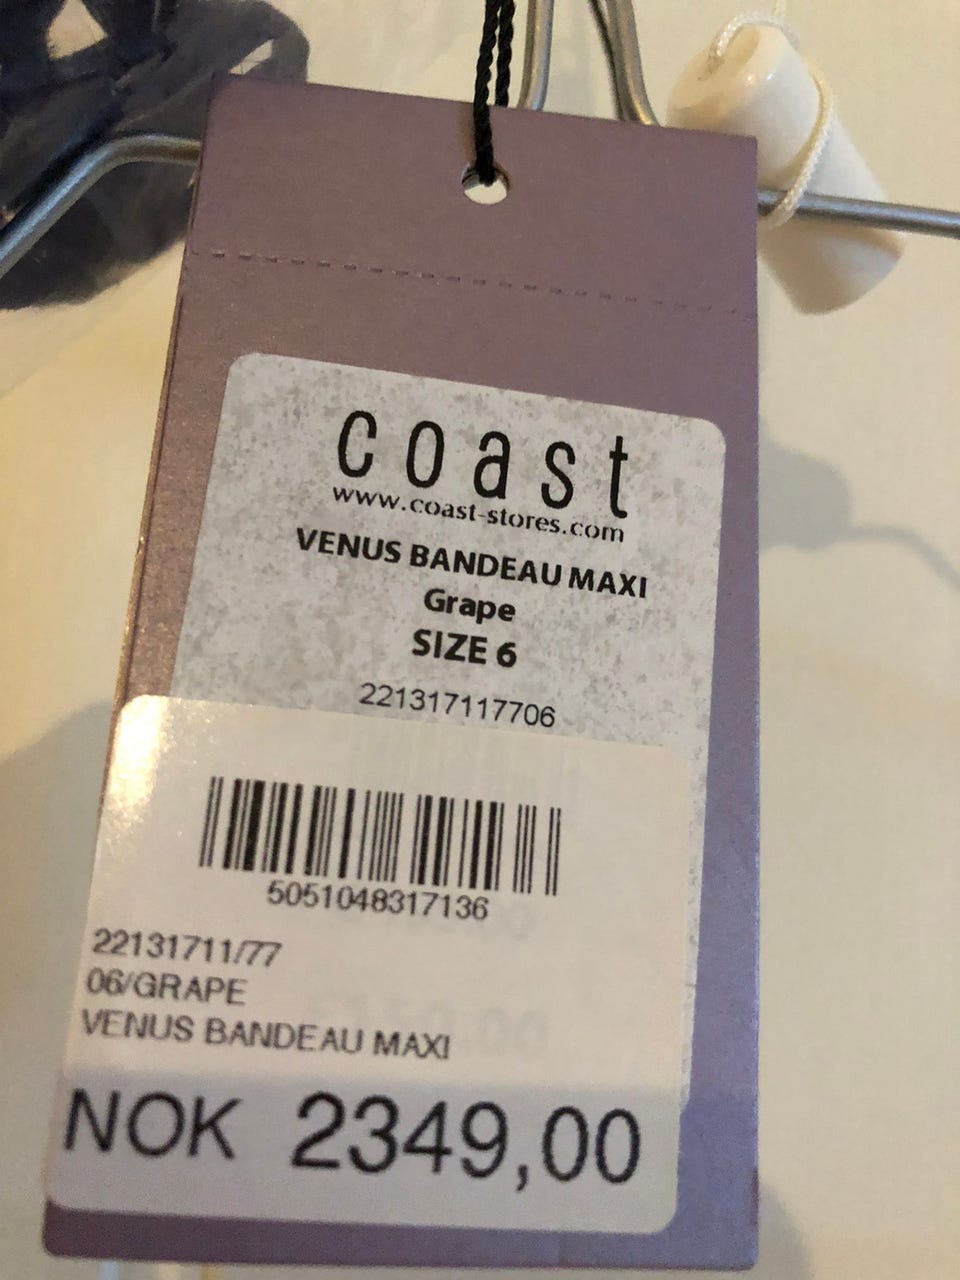 coast
www.coast-stores.com
VENUS BANDEAU MAXI
Grape
SIZE 6
221317117706
5051048317136
22131711/77
06/GRAPE
VENUS BANDEAU MAXI
NOK 2349,00